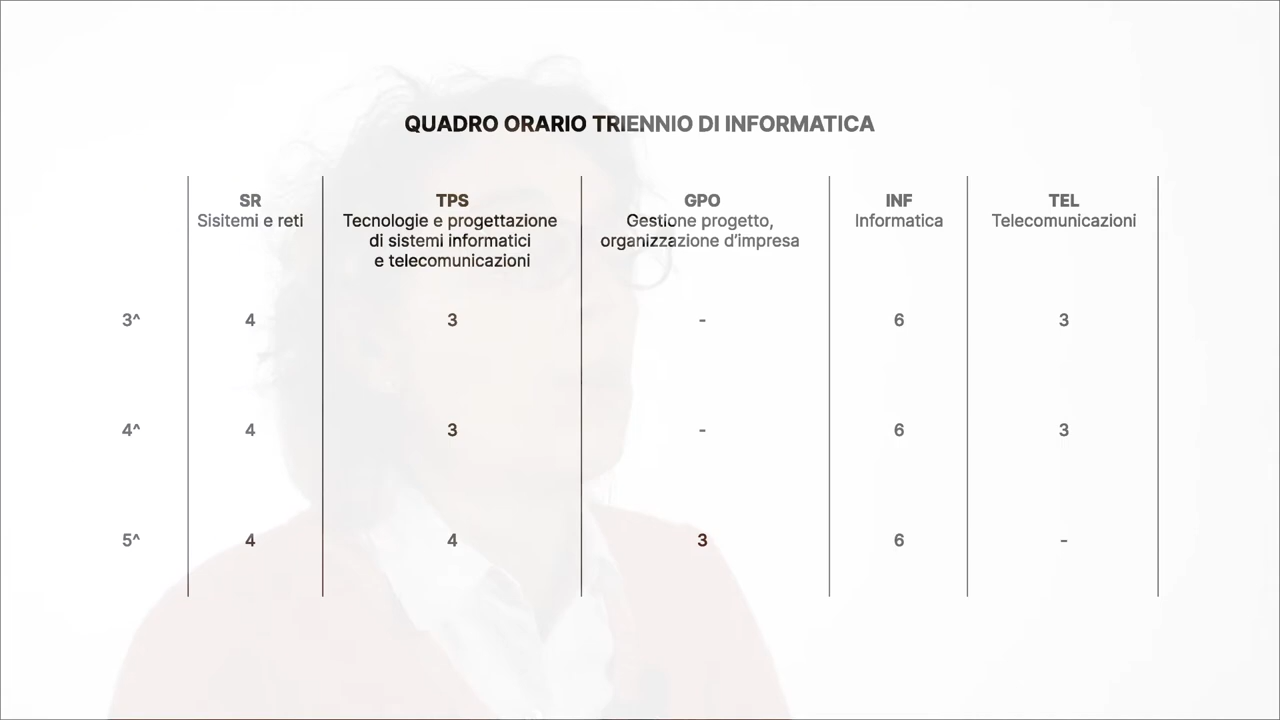 QUADRO ORARIO TRIENNIO DI INFORMATICA
SR TPS GPO INF TEL
Sisitemi e reti Tecnologie e progettazione Gestione progetto, Informatica Telecomunicazioni
di sistemi informatici organizzazione d'impresa
e telecomunicazioni
3^ 4 3 - 6 3
4^ 4 3 - 6 3
5^ 4 4 3 6 -